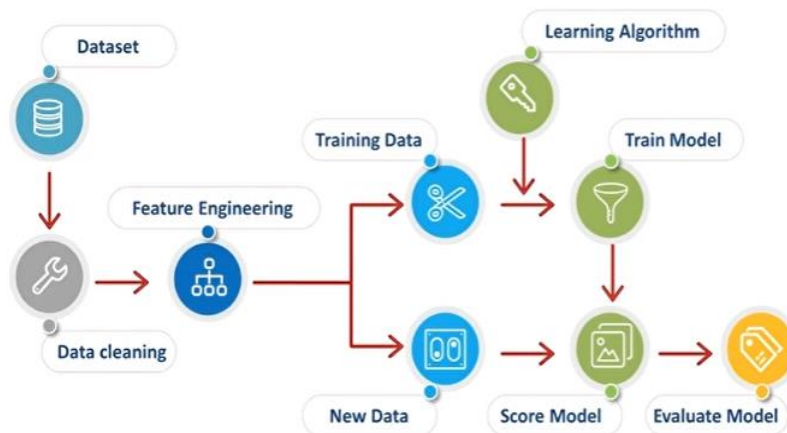 Dataset
Learning Algorithm
Training Data
Train Model
Feature Engineering
Data cleaning
New Data
Score Model
Evaluate Model